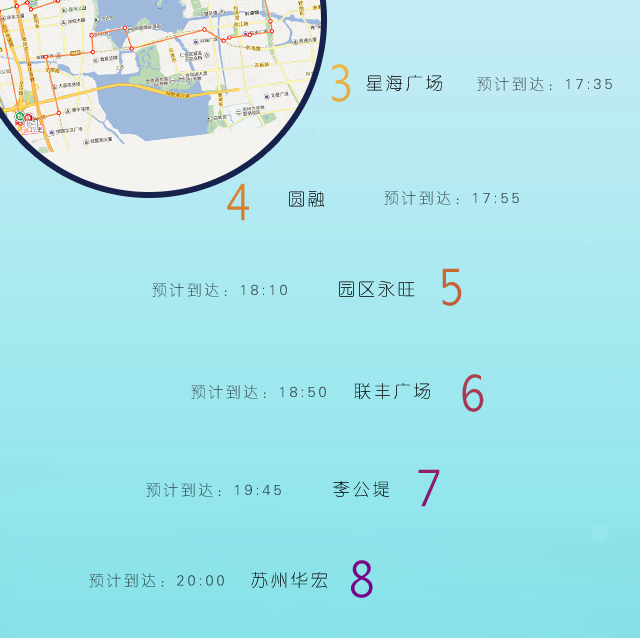 3 星海广场 预计到达：17:35
4 圆融 预计到达：17:55
预计到达：18:10 园区永旺 5
预计到达：18:50 联丰广场 6
预计到达：19:45 李公堤 7
预计到达：20:00 苏州华宏 8